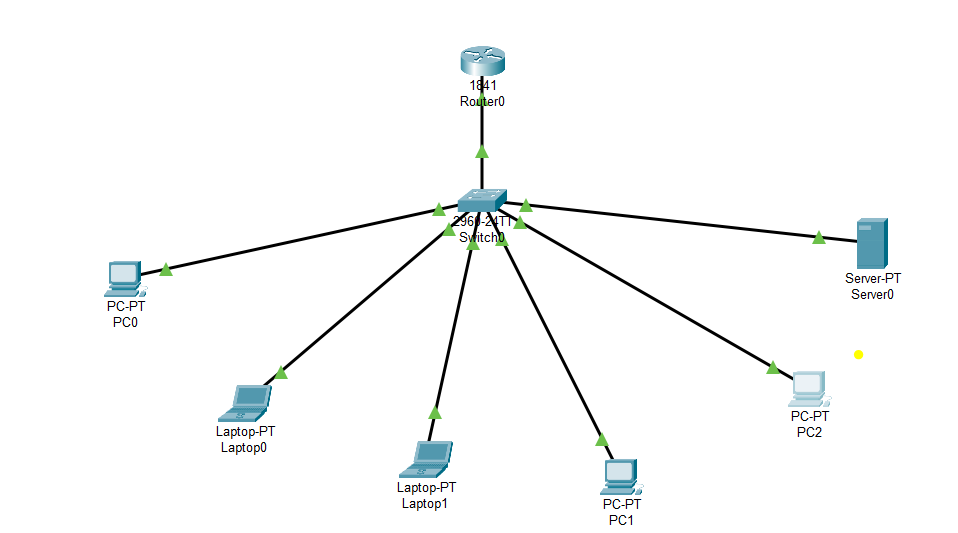 1841
Router0
2960-24TT
Switch0
Server-PT
Server0
PC-PT
PC0
PC-PT
PC2
Laptop-PT
Laptop0
Laptop-PT
Laptop1
PC-PT
PC1